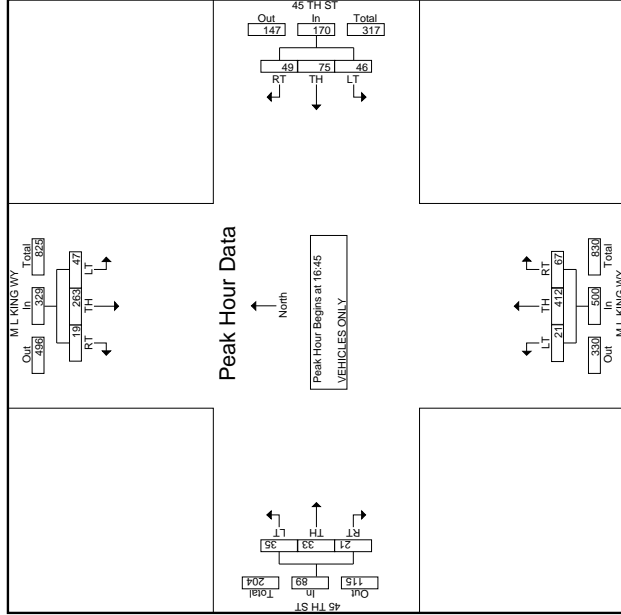 45 TH ST
Out In Total
147 170 317
49 75 46
RT TH LT
M L KING WY
Out In Total
496 329 825
19 263 47
RT TH LT
Peak Hour Data
North
Peak Hour Begins at 16:45
VEHICLES ONLY
LT TH RT
21 412 67
Out In Total
330 500 830
M L KING WY
LT TH RT
35 33 21
Total In Out
204 89 115
45 TH ST